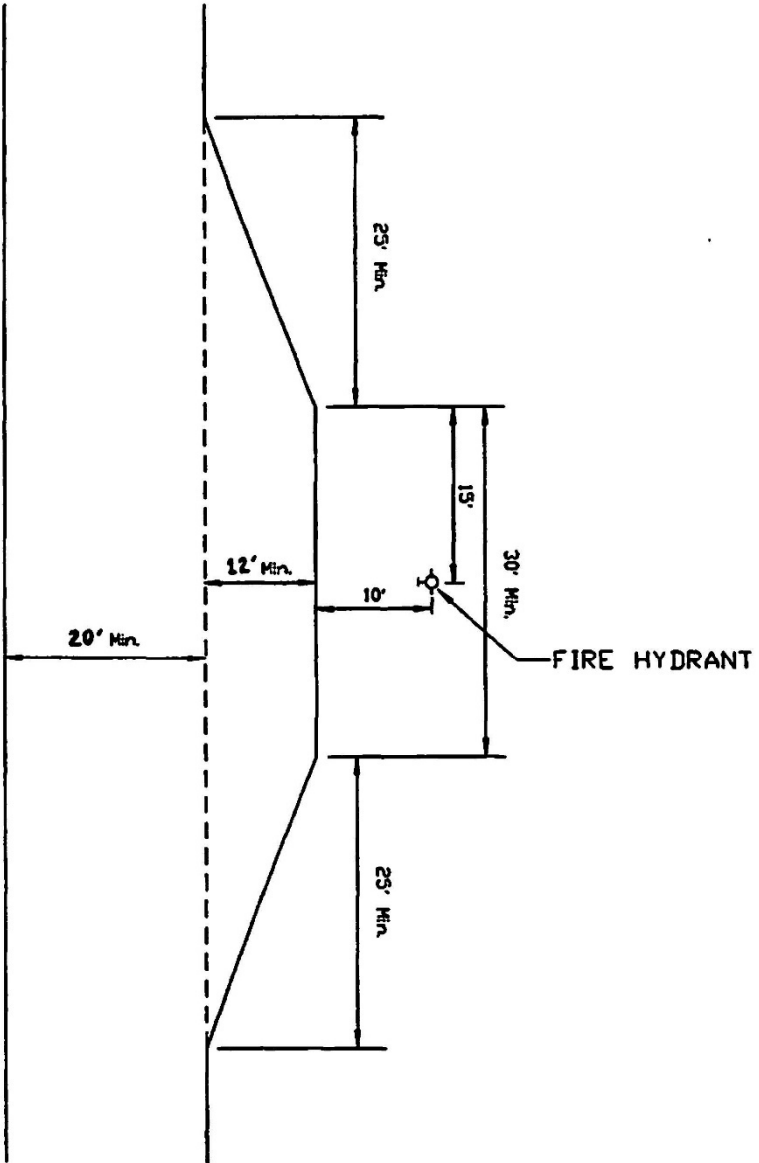 25' Min.
15'
30' Min.
12' Min.
10'
20' Min.
FIRE HYDRANT
25' Min.